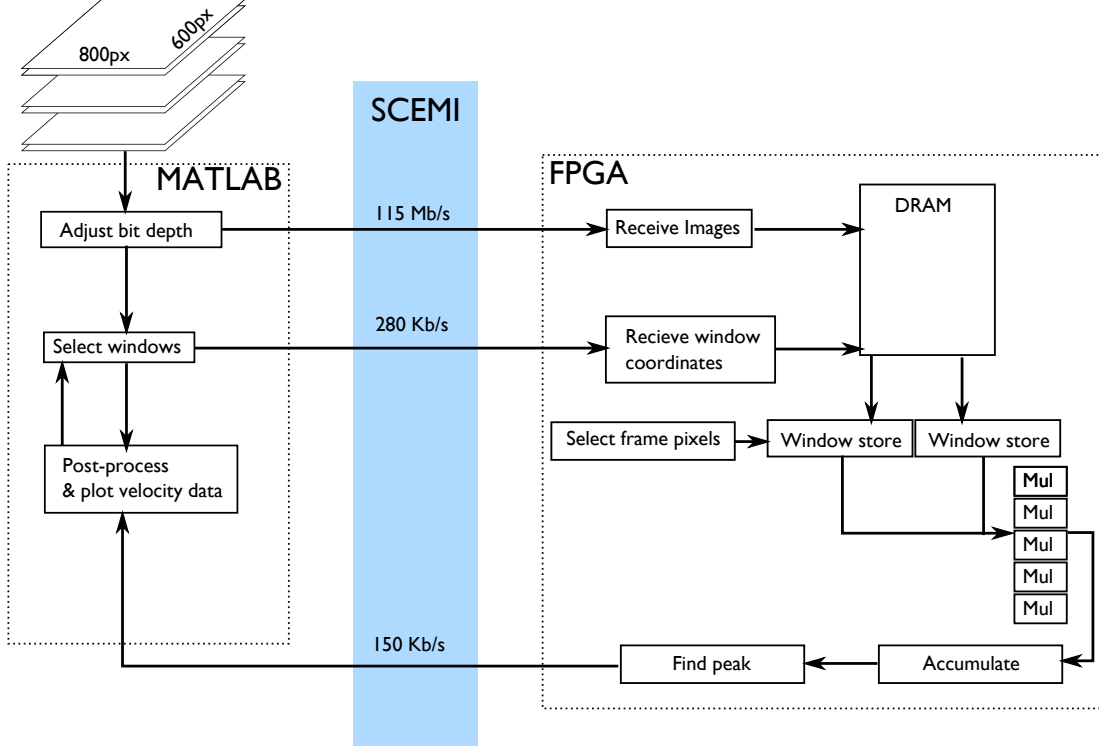 800px
600px
SCEMI
MATLAB
FPGA
115 Mb/s
DRAM
Adjust bit depth
Receive Images
280 Kb/s
Select windows
Recieve window
coordinates
Select frame pixels
Window store
Window store
Post-process
& plot velocity data
Mul
Mul
Mul
Mul
Mul
150 Kb/s
Find peak
Accumulate